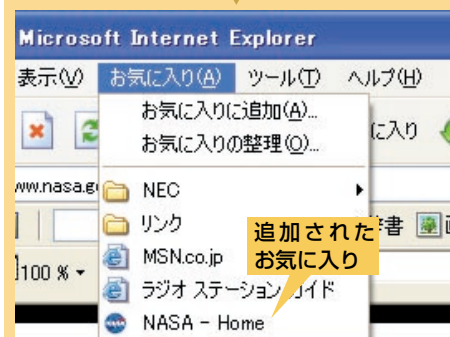 Microsoft Internet Explorer
表示(V) お気に入り(A) ツール(T) ヘルプ(H)
お気に入りに追加(A)...
お気に入りの整理(O)...
に入り
ww.nasa.g
NEC
リンク
書
MSN.co.jp
100 %
ラジオ ステーション ガイド
NASA - Home
追加された
お気に入り